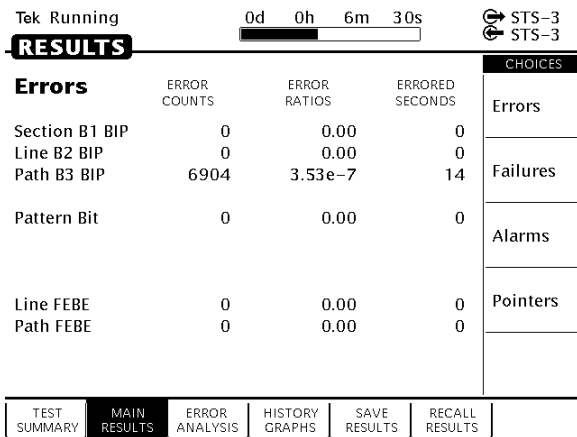 Tek Running 0d 0h 6m 30s STS-3
STS-3
RESULTS
CHOICES
Errors ERROR COUNTS ERROR RATIOS ERRORED SECONDS
Section B1 BIP 0 0.00 0
Line B2 BIP 0 0.00 0
Path B3 BIP 6904 3.53e-7 14
Pattern Bit 0 0.00 0
Line FEBE 0 0.00 0
Path FEBE 0 0.00 0
Errors
Failures
Alarms
Pointers
TEST SUMMARY MAIN RESULTS ERROR ANALYSIS HISTORY GRAPHS SAVE RESULTS RECALL RESULTS